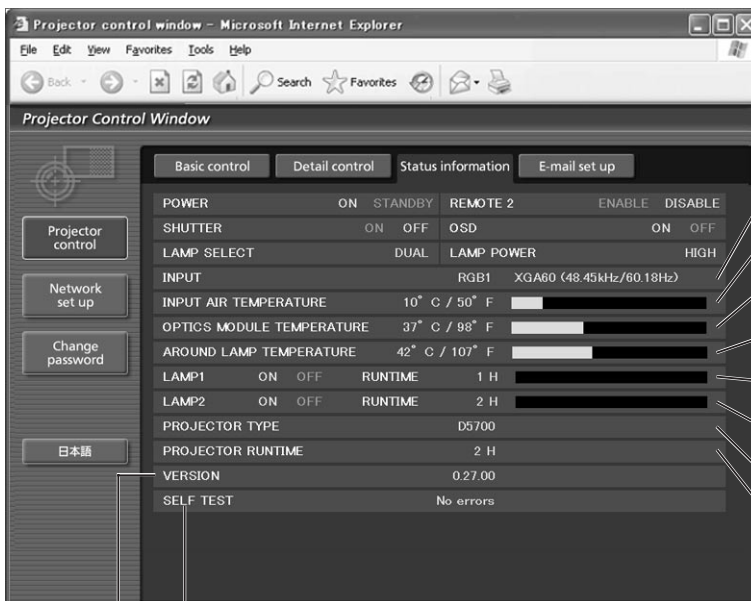 Projector control window - Microsoft Internet Explorer
File Edit View Favorites Tools Help
Back Search Favorites
Projector Control Window
Basic control Detail control Status information E-mail set up
Projector control
Network set up
Change password
日本語
POWER ON STANDBY REMOTE 2 ENABLE DISABLE
SHUTTER ON OFF OSD ON OFF
LAMP SELECT DUAL LAMP POWER HIGH
INPUT RGB1 XGA60 (48.45kHz/60.18Hz)
INPUT AIR TEMPERATURE 10° C / 50° F
OPTICS MODULE TEMPERATURE 37° C / 98° F
AROUND LAMP TEMPERATURE 42° C / 107° F
LAMP1 ON OFF RUNTIME 1 H
LAMP2 ON OFF RUNTIME 2 H
PROJECTOR TYPE D5700
PROJECTOR RUNTIME 2 H
VERSION 0.27.00
SELF TEST No errors